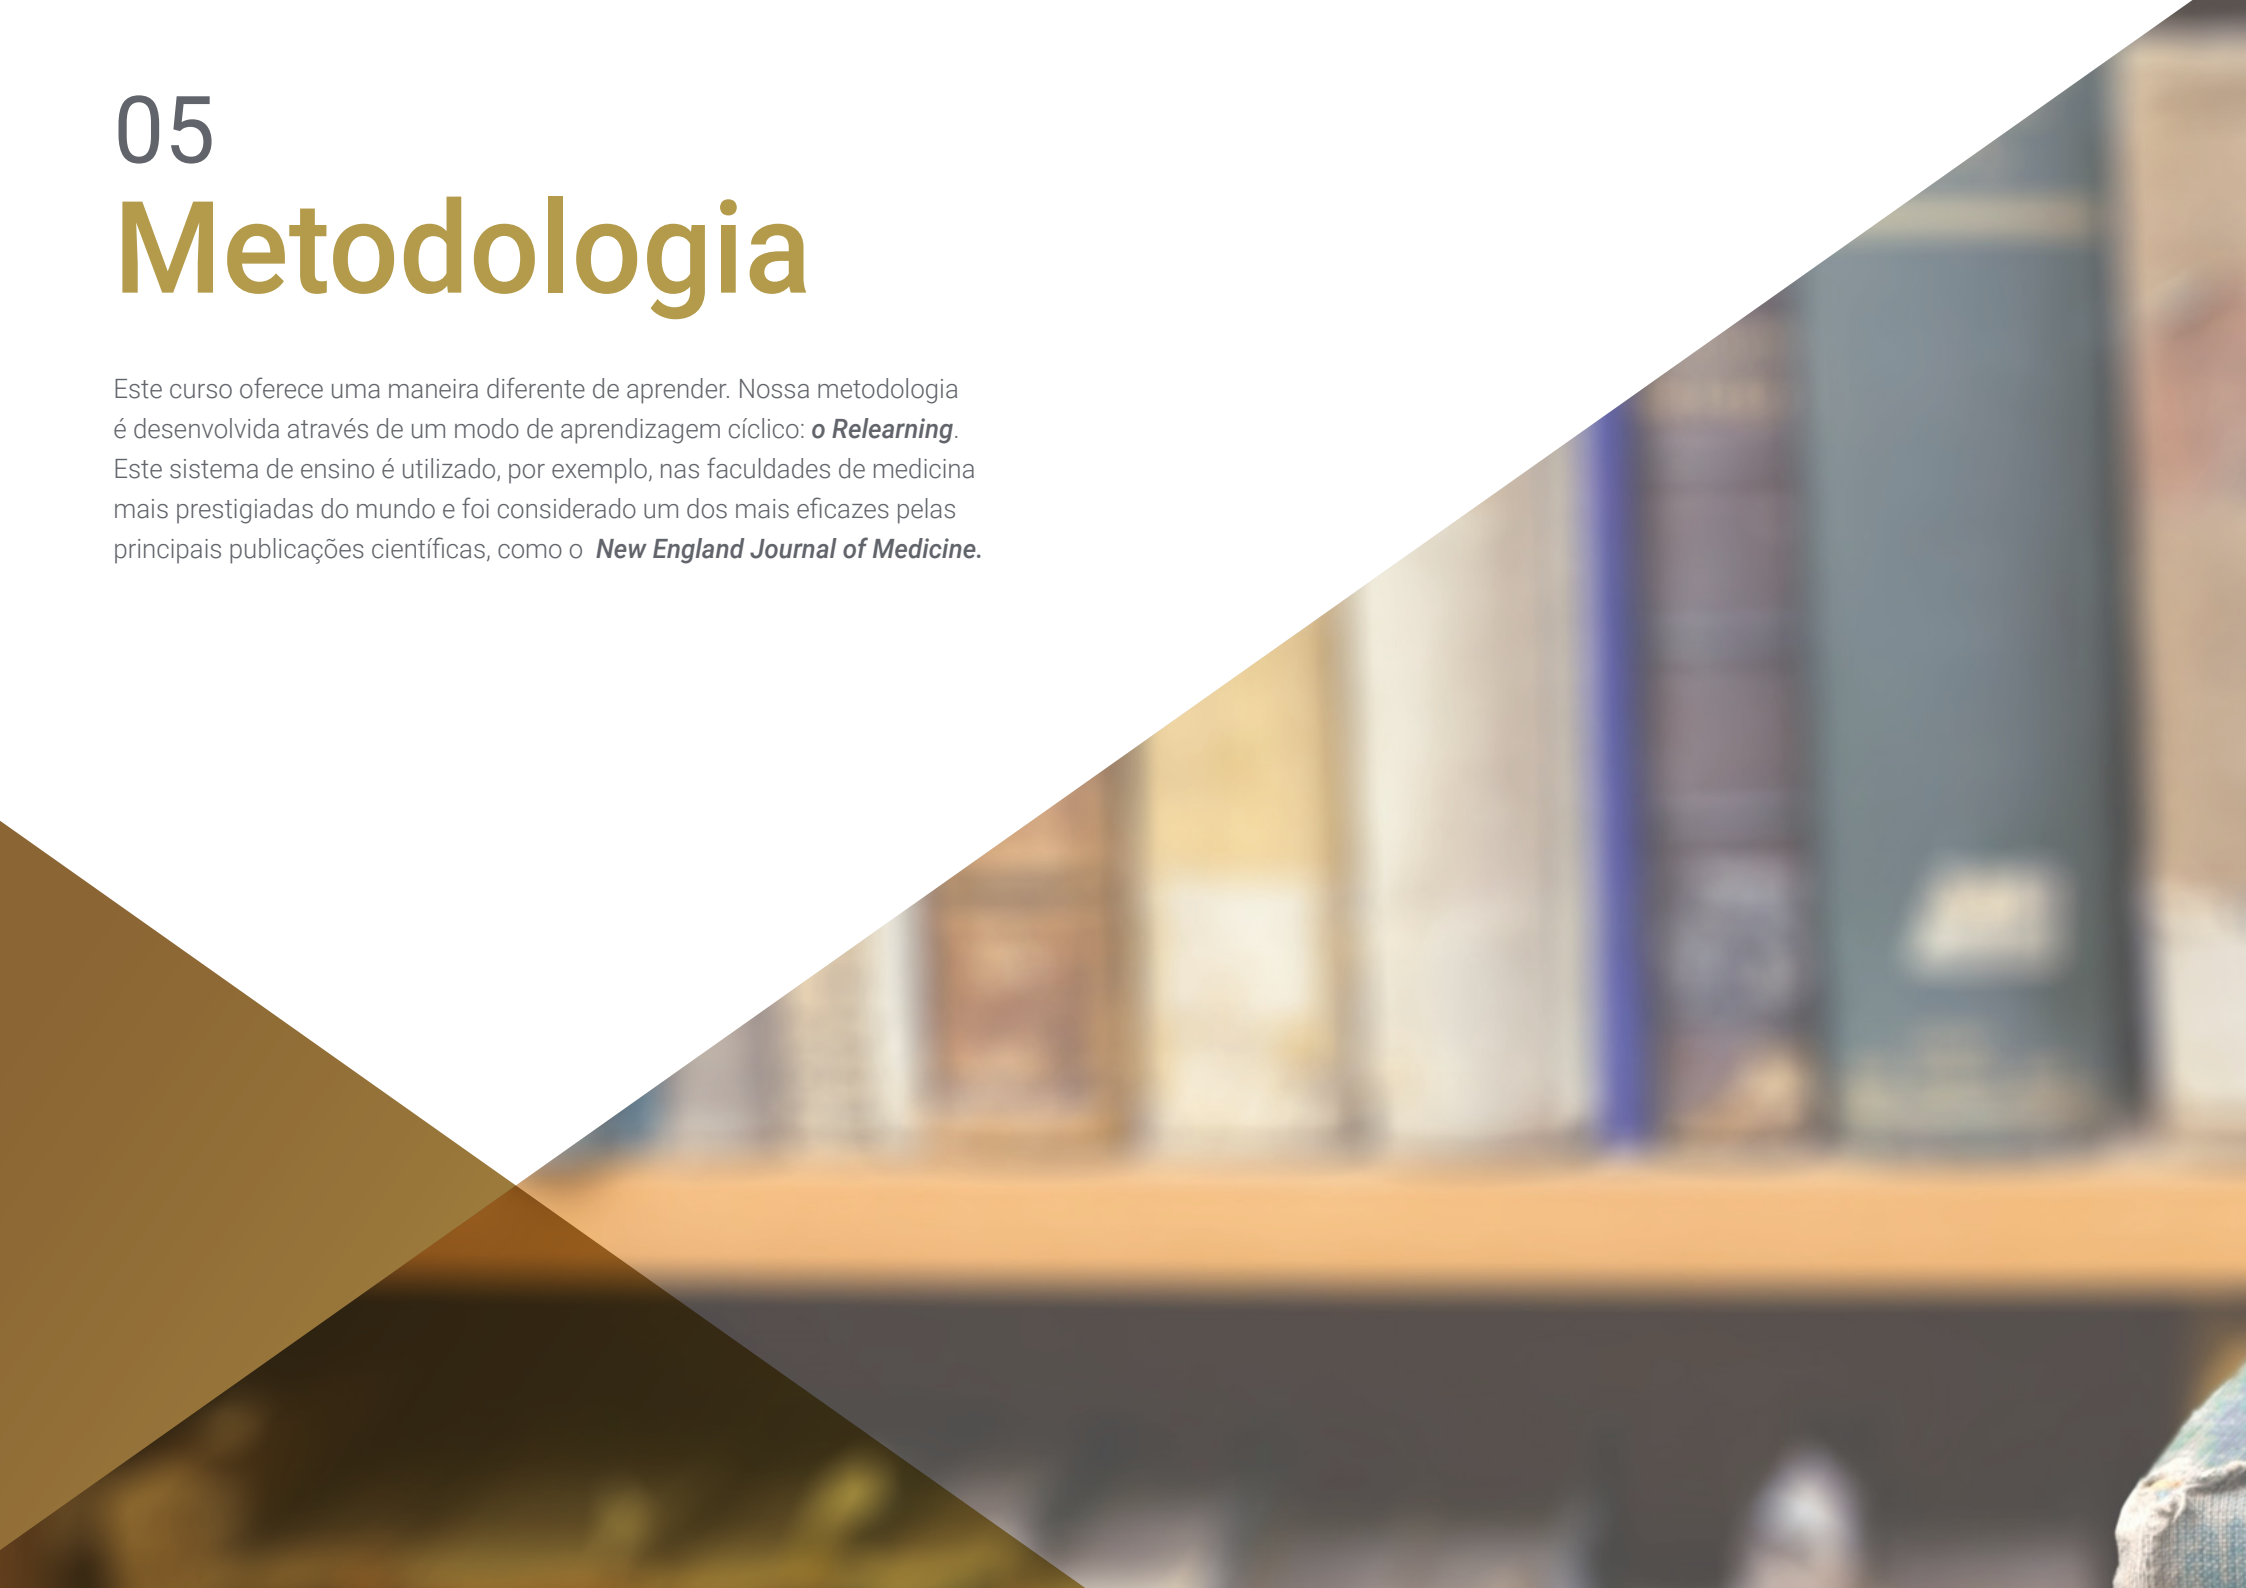 05
Metodologia
Este curso oferece uma maneira diferente de aprender. Nossa metodologia
é desenvolvida através de um modo de aprendizagem cíclico: o Relearning.
Este sistema de ensino é utilizado, por exemplo, nas faculdades de medicina
mais prestigiadas do mundo e foi considerado um dos mais eficazes pelas
principais publicações científicas, como o New England Journal of Medicine.